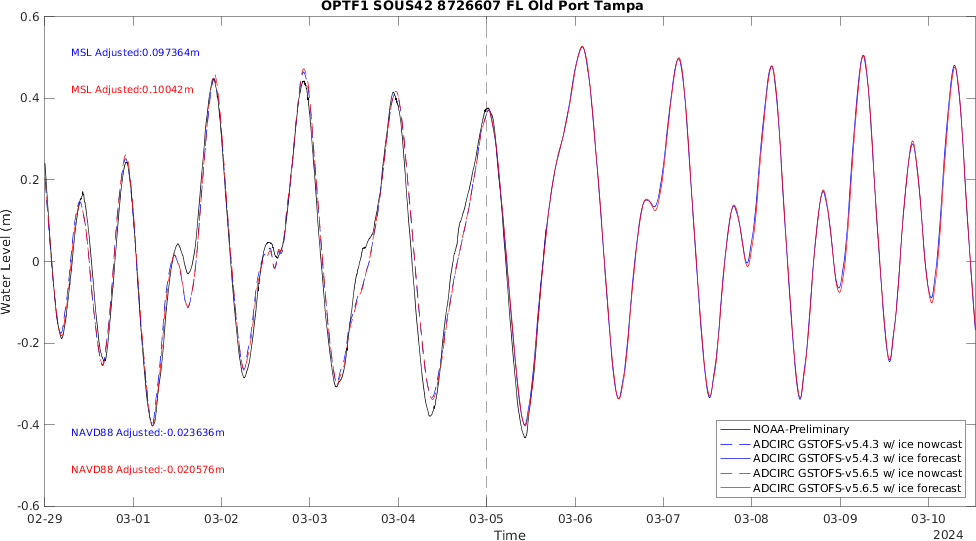 OPTF1 SOUS42 8726607 FL Old Port Tampa
0.6
MSL Adjusted:0.097364m
MSL Adjusted:0.10042m
0.4
0.2
Water Level (m)
0
-0.2
-0.4
NAVD88 Adjusted:-0.023636m
NAVD88 Adjusted:-0.020576m
NOAA-Preliminary
ADCIRC GSTOFS-v5.4.3 w/ ice nowcast
ADCIRC GSTOFS-v5.4.3 w/ ice forecast
ADCIRC GSTOFS-v5.6.5 w/ ice nowcast
ADCIRC GSTOFS-v5.6.5 w/ ice forecast
-0.6
02-29 03-01 03-02 03-03 03-04 03-05 03-06 03-07 03-08 03-09 03-10
Time 2024